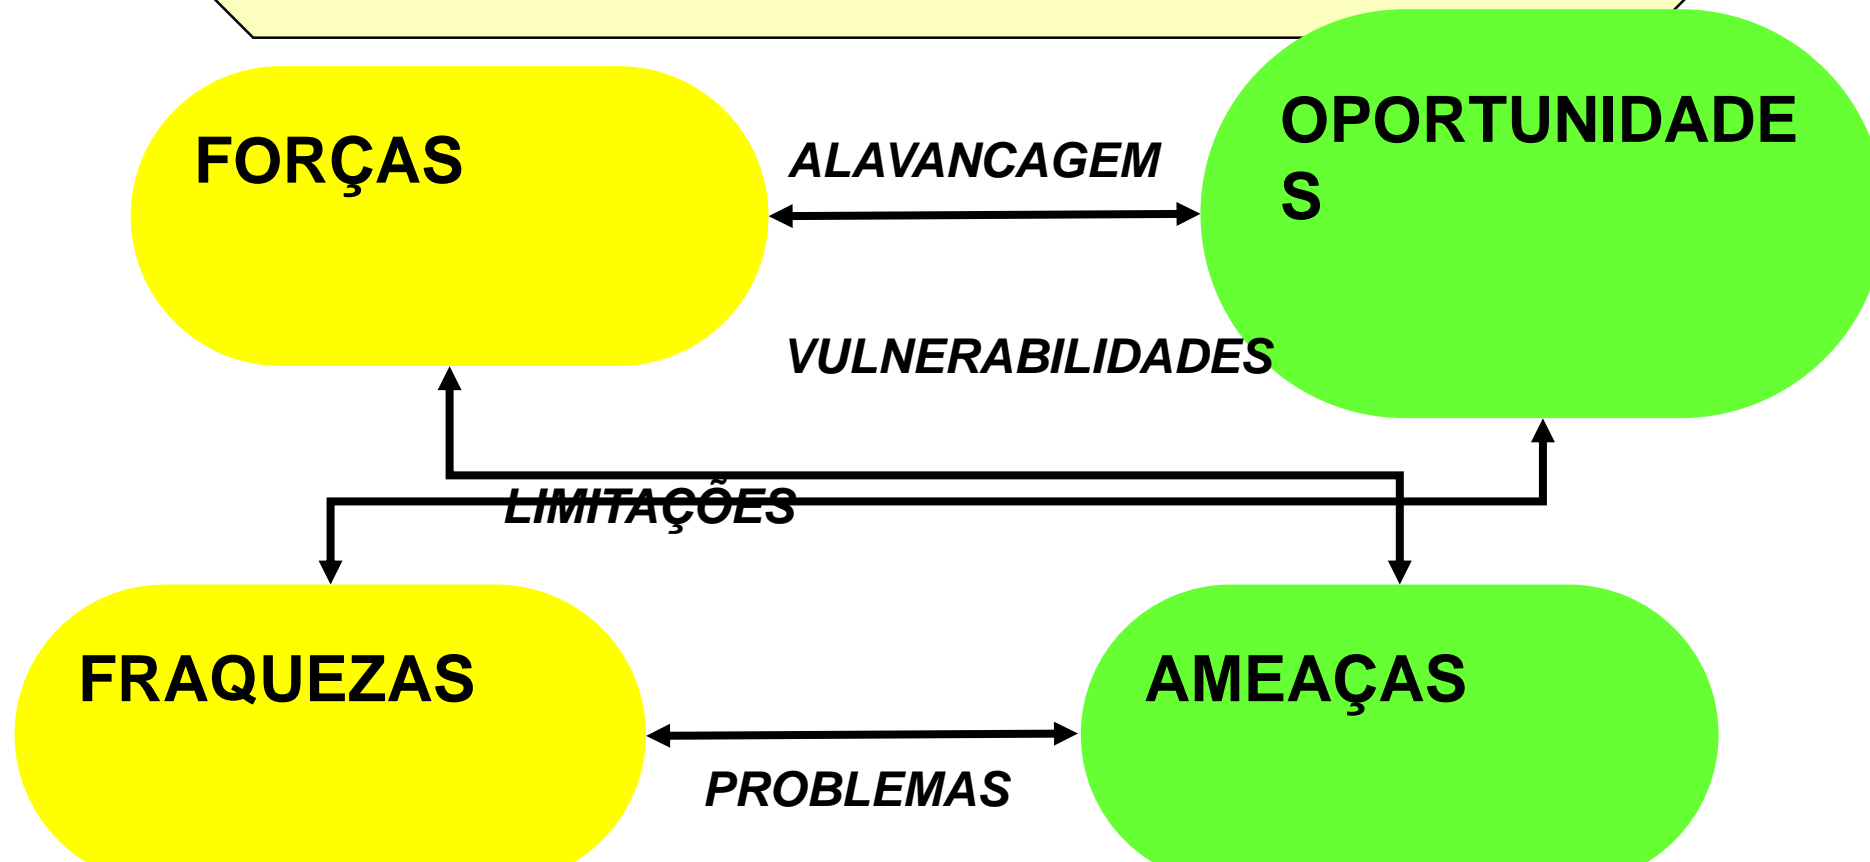 FORÇAS
ALAVANCAGEM
OPORTUNIDADE
S
VULNERABILIDADES
LIMITAÇÕES
FRAQUEZAS
AMEAÇAS
PROBLEMAS